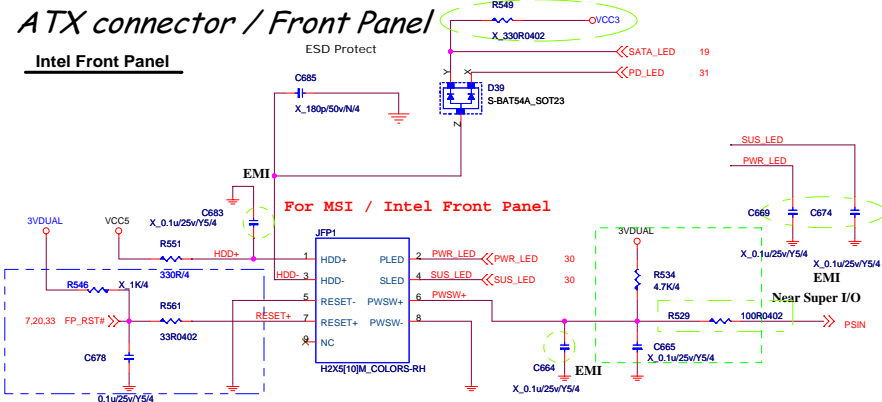 ATX connector / Front Panel
Intel Front Panel
ESD Protect
R549
VCC3
X_330R0402
SATA_LED 19
PD_LED 31
C685
X_180p/50v/N/4
Y X
D39
S-BAT54A_SOT23
Z
EMI
SUS_LED
PWR_LED
For MSI / Intel Front Panel
C669 C674
X_0.1u/25v/Y5/4
X_0.1u/25v/Y5/4
EMI
Near Super I/O
3VDUAL VCC5
C683
X_0.1u/25v/Y5/4
R551
330R/4
HDD+
HDD-
JFP1
1 HDD+ PLED 2 PWR_LED PWR_LED 30
3 HDD- SLED 4 SUS_LED SUS_LED 30
5 RESET- PWSW+ 6 PWSW+
7 RESET+ PWSW- 8
9 NC
H2X5[10]M_COLORS-RH
R546 X_1K/4
7,20,33 FP_RST#
R561
33R0402
RESET+
C678
0.1u/25v/Y5/4
3VDUAL
R534
4.7K/4
R529 100R0402
PSIN
C665
X_0.1u/25v/Y5/4
C664 EMI
X_0.1u/25v/Y5/4